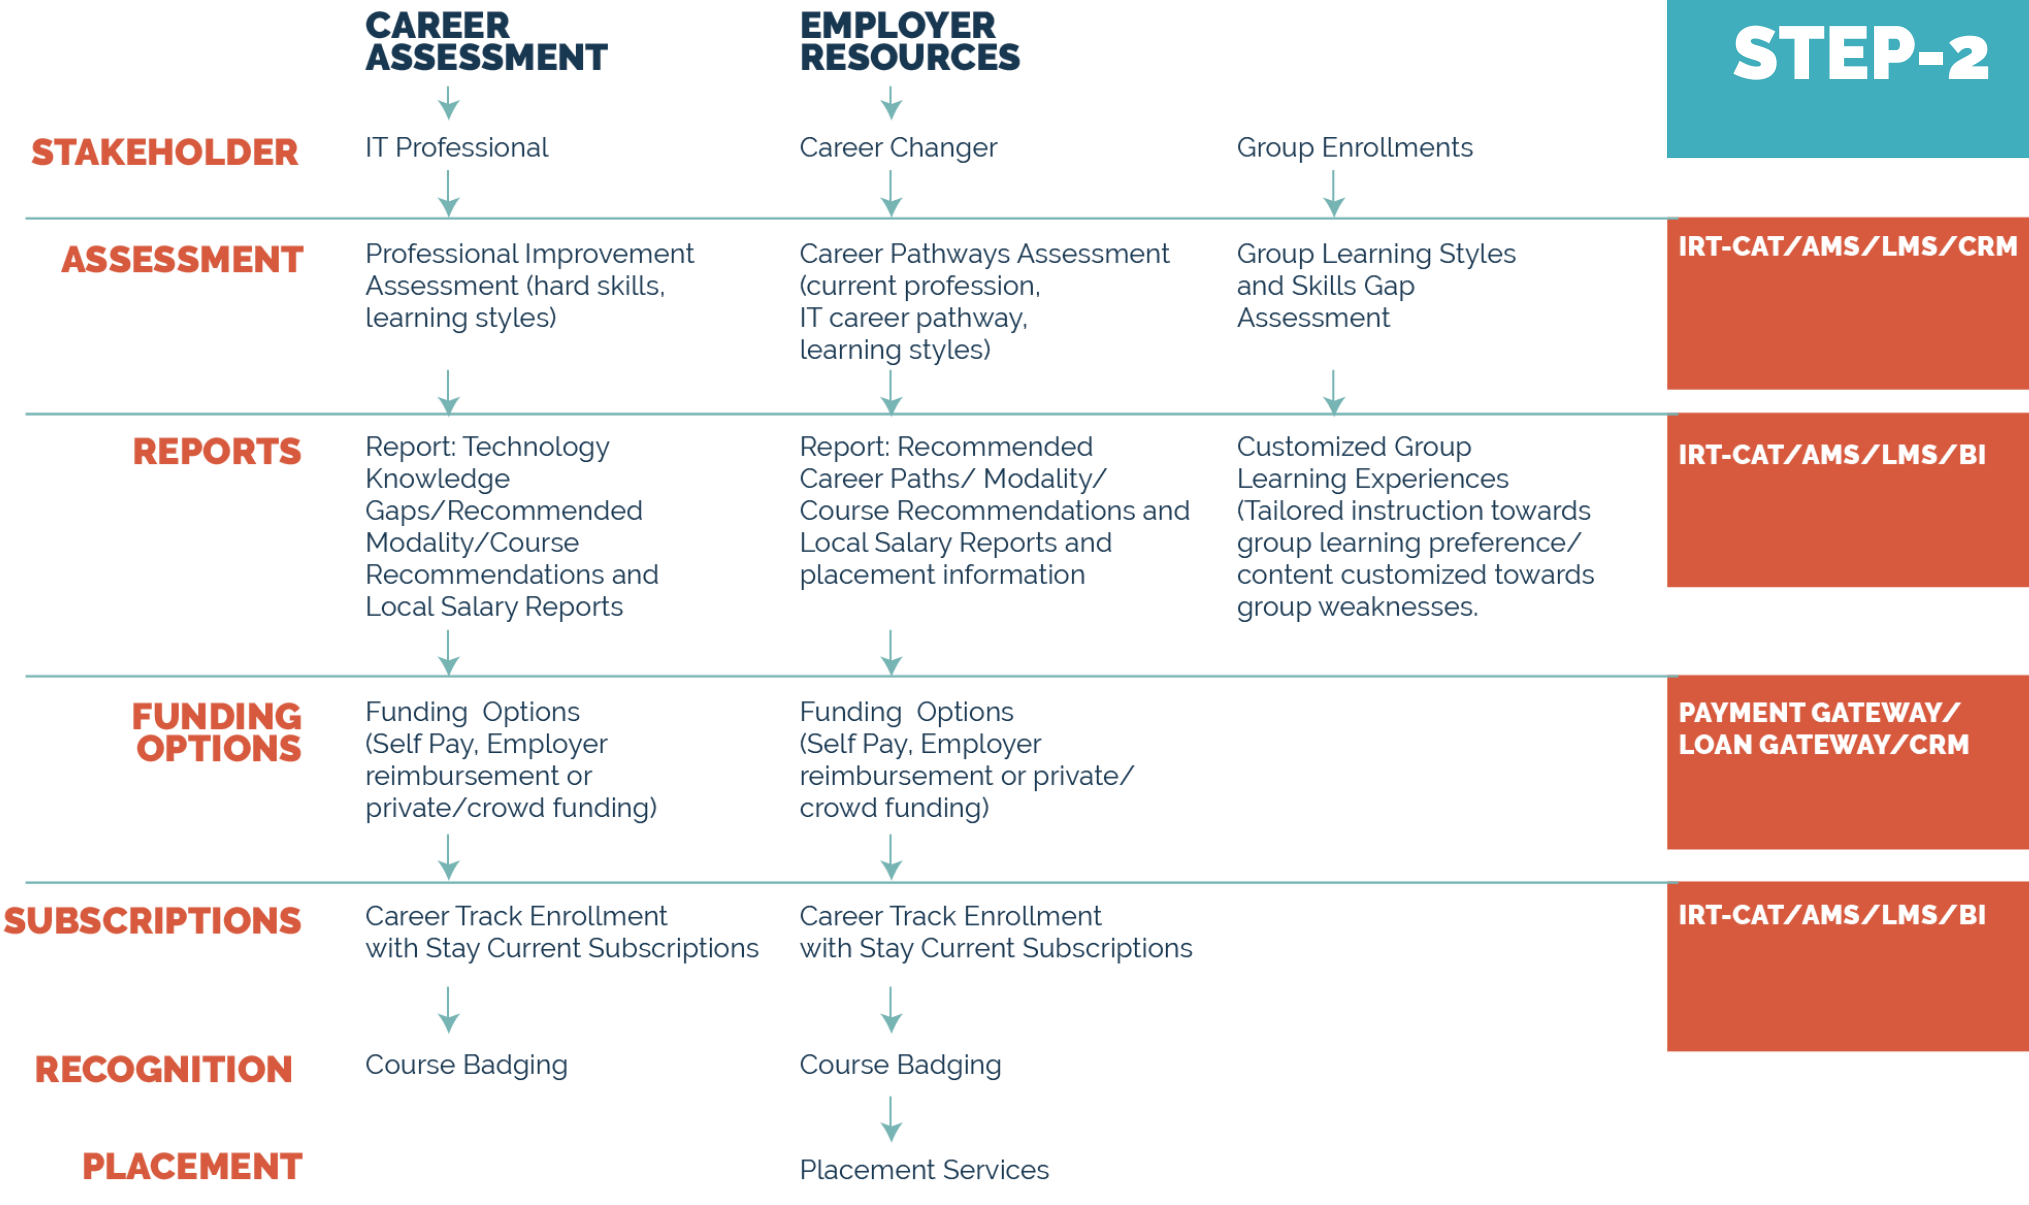 CAREER
ASSESSMENT
EMPLOYER
RESOURCES
STEP-2
STAKEHOLDER
IT Professional
Career Changer
Group Enrollments
ASSESSMENT
Professional Improvement
Assessment (hard skills,
learning styles)
Career Pathways Assessment
(current profession,
IT career pathway,
learning styles)
Group Learning Styles
and Skills Gap
Assessment
IRT-CAT/AMS/LMS/CRM
REPORTS
Report: Technology
Knowledge
Gaps/Recommended
Modality/Course
Recommendations and
Local Salary Reports
Report: Recommended
Career Paths/ Modality/
Course Recommendations and
Local Salary Reports and
placement information
Customized Group
Learning Experiences
(Tailored instruction towards
group learning preference/
content customized towards
group weaknesses.
IRT-CAT/AMS/LMS/BI
FUNDING
OPTIONS
Funding  Options
(Self Pay, Employer
reimbursement or
private/crowd funding)
Funding  Options
(Self Pay, Employer
reimbursement or private/
crowd funding)
PAYMENT GATEWAY/
LOAN GATEWAY/CRM
SUBSCRIPTIONS
Career Track Enrollment
with Stay Current Subscriptions
Career Track Enrollment
with Stay Current Subscriptions
IRT-CAT/AMS/LMS/BI
RECOGNITION
Course Badging
Course Badging
PLACEMENT
Placement Services